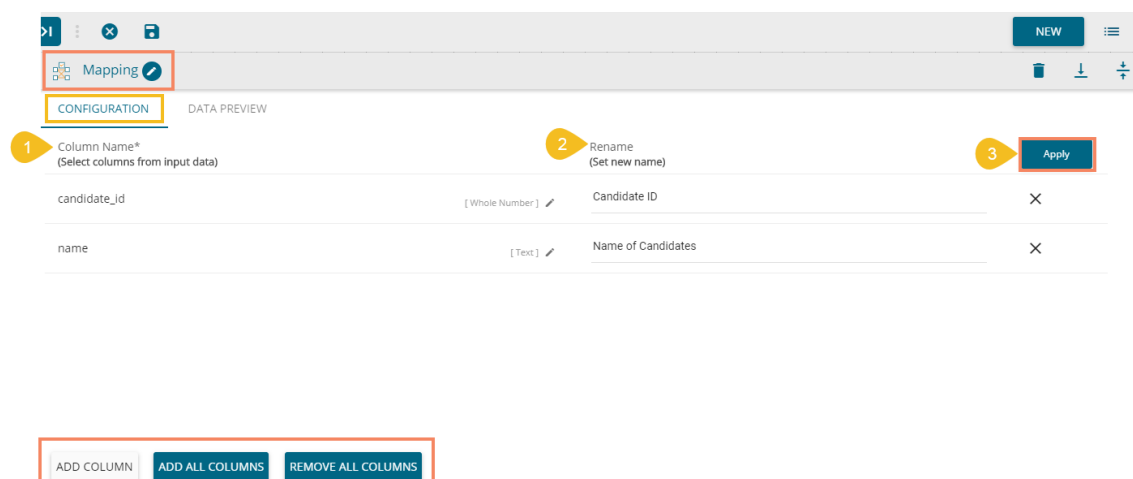 NEW
Mapping
CONFIGURATION DATA PREVIEW
1 Column Name* 2 Rename
(Select columns from input data) (Set new name) 3 Apply
candidate_id [ Whole Number ] Candidate ID
name [ Text ] Name of Candidates
ADD COLUMN ADD ALL COLUMNS REMOVE ALL COLUMNS